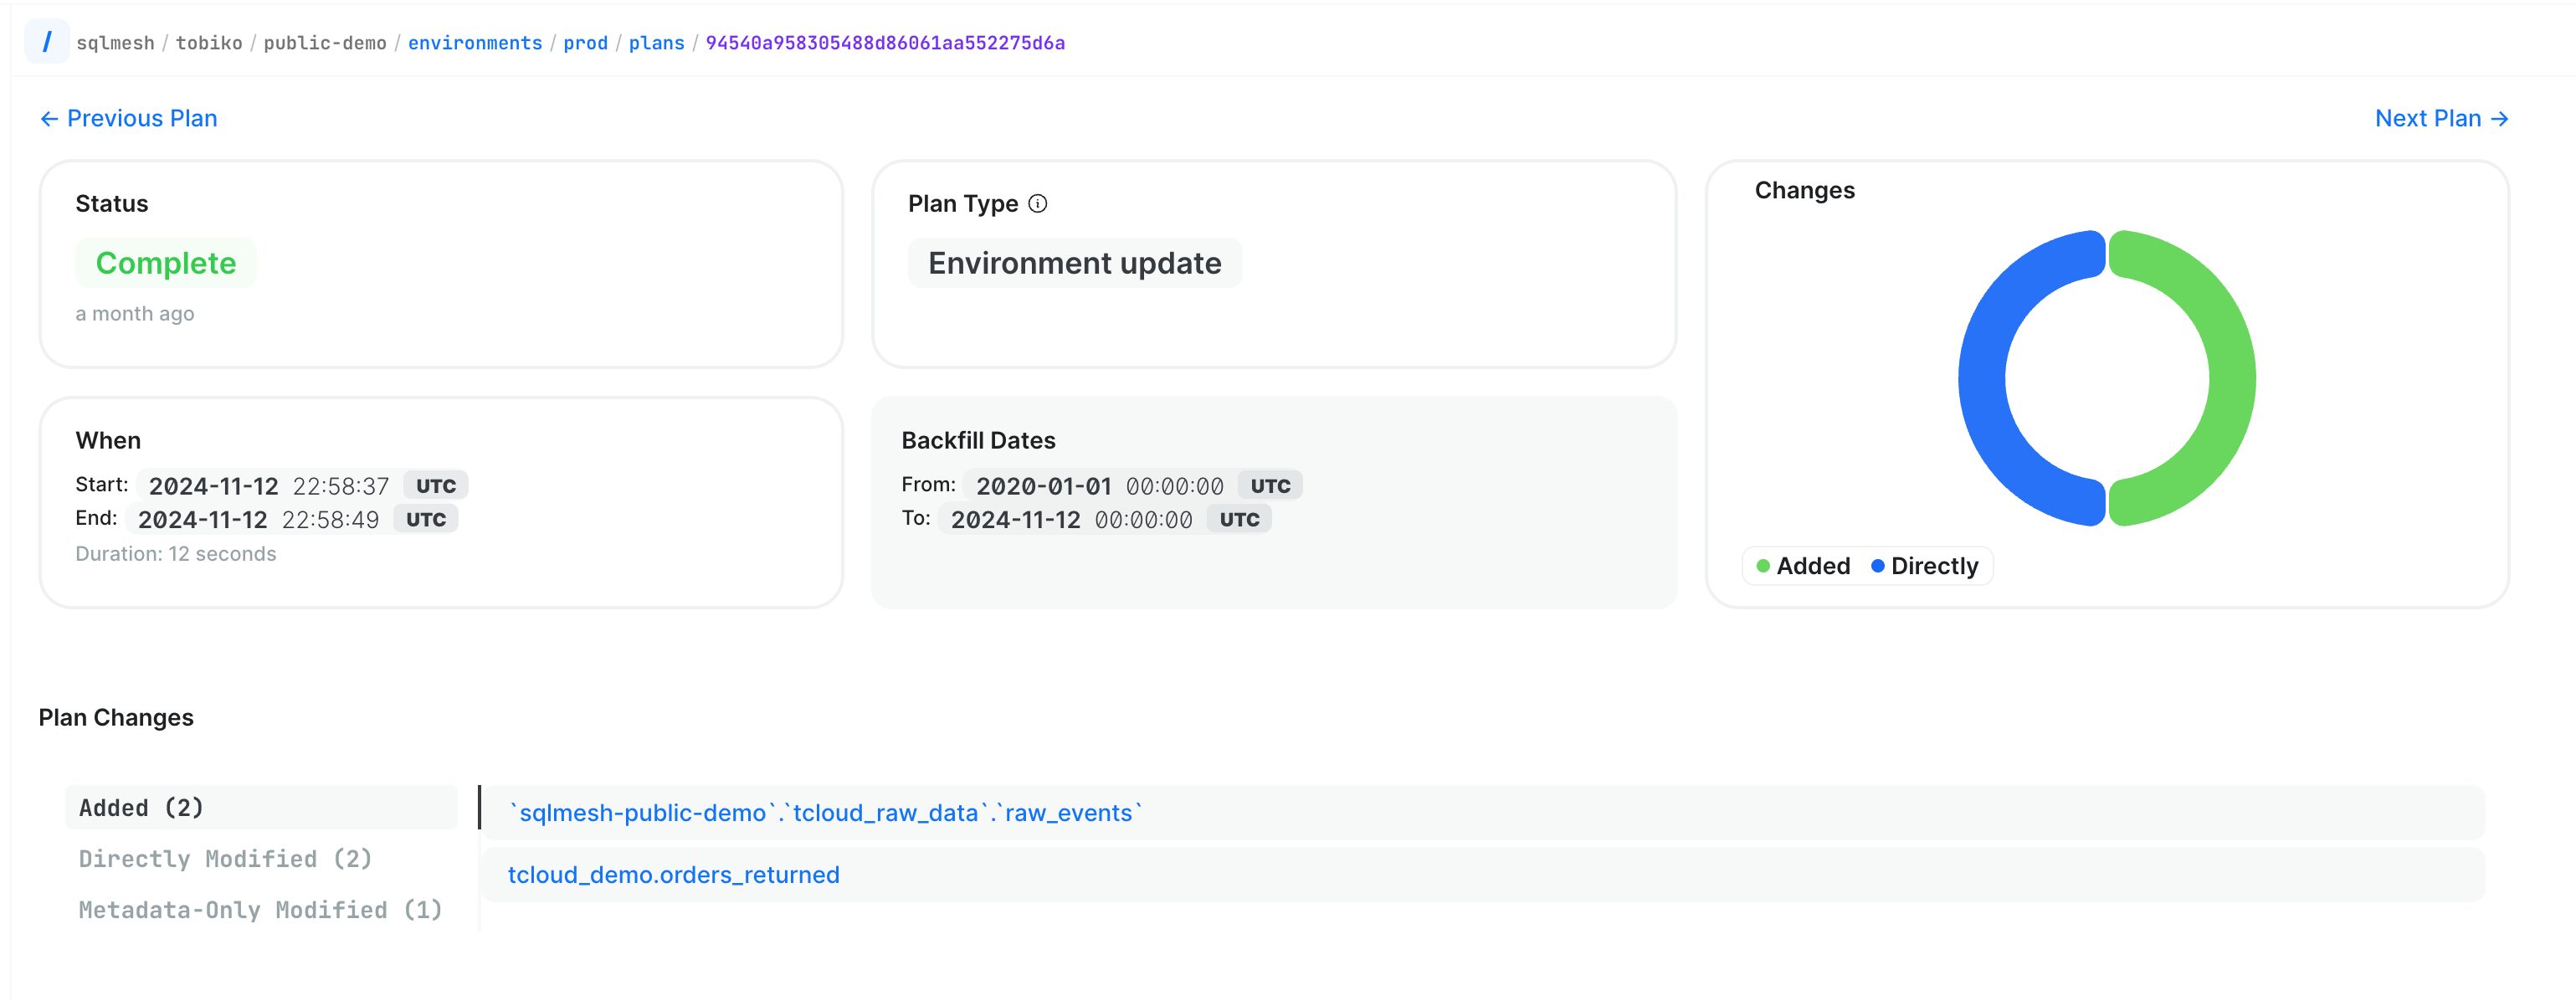 / sqlmesh / tobiko / public-demo / environments / prod / plans / 94540a958305488d86061aa552275d6a
← Previous Plan
Next Plan →
Status
Complete
a month ago
Plan Type
Environment update
Changes
Added Directly
When
Start: 2024-11-12 22:58:37 UTC
End: 2024-11-12 22:58:49 UTC
Duration: 12 seconds
Backfill Dates
From: 2020-01-01 00:00:00 UTC
To: 2024-11-12 00:00:00 UTC
Plan Changes
Added (2)
Directly Modified (2)
Metadata-Only Modified (1)
`sqlmesh-public-demo`.`tcloud_raw_data`.`raw_events`
tcloud_demo.orders_returned